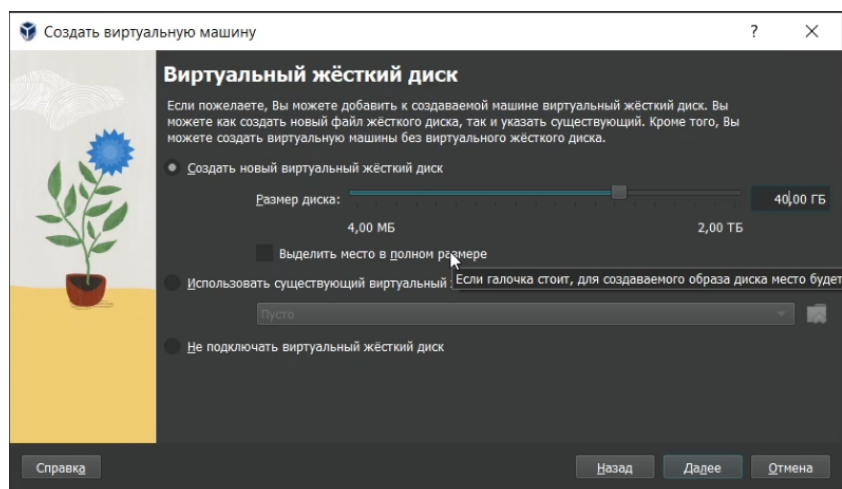 Создать виртуальную машину
?
Виртуальный жёсткий диск
Если пожелаете, Вы можете добавить к создаваемой машине виртуальный жёсткий диск. Вы
можете как создать новый файл жёсткого диска, так и указать существующий. Кроме того, Вы
можете создать виртуальную машины без виртуального жёсткого диска.
Создать новый виртуальный жёсткий диск
Размер диска:
40,00 ГБ
4,00 МБ
2,00 ТБ
Выделить место в полном размере
Использовать существующий виртуальный
Если галочка стоит, для создаваемого образа диска место будет
Пусто
Не подключать виртуальный жёсткий диск
Справка
Назад
Далее
Отмена